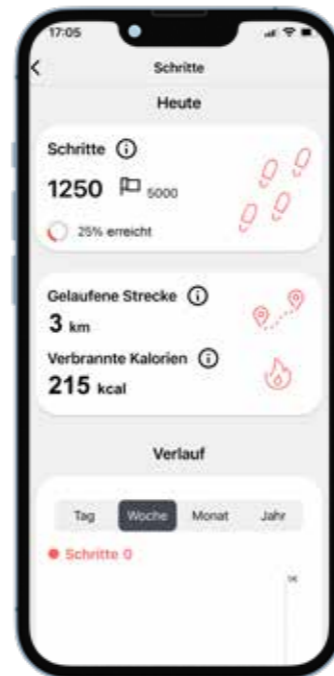 17:05
Schritte
Heute
Schritte
1250 5000
25% erreicht
Gelaufene Strecke
3 km
Verbrannte Kalorien
215 kcal
Verlauf
Tag Woche Monat Jahr
Schritte 0